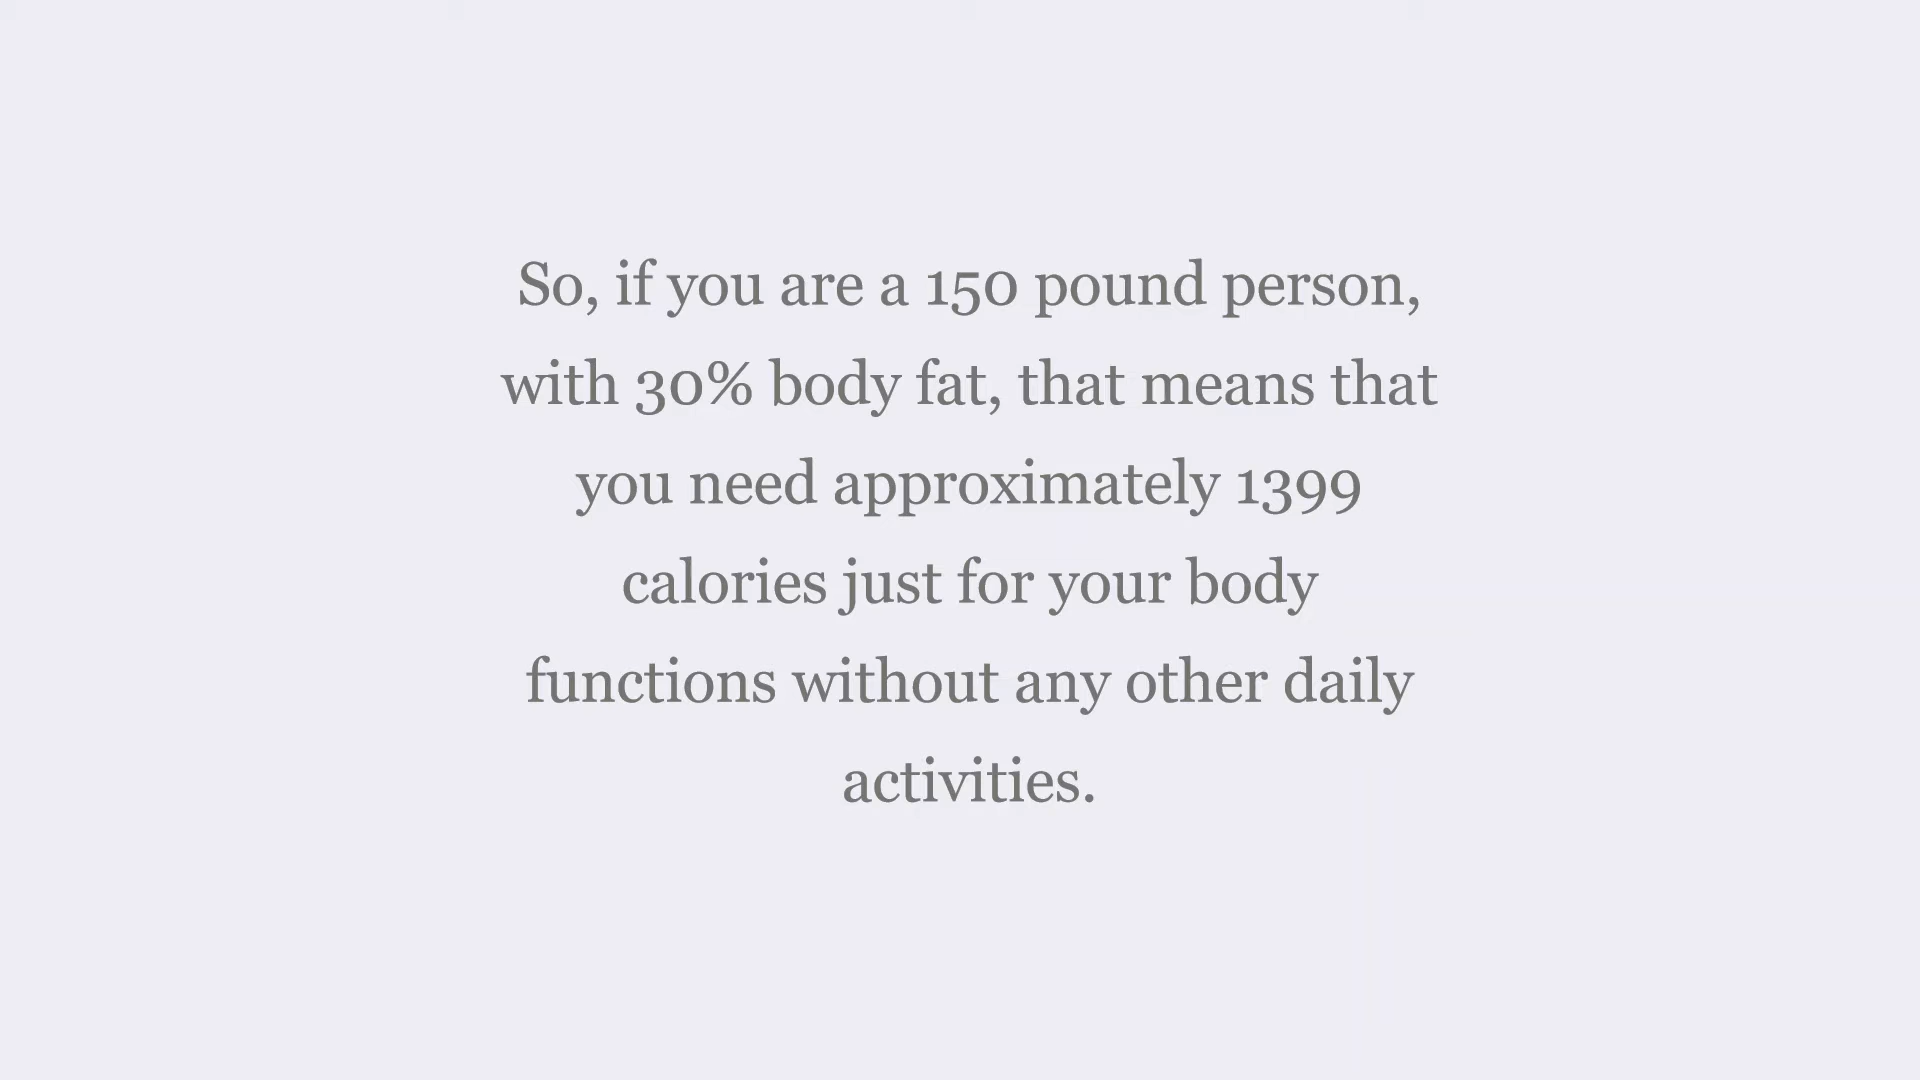 So, if you are a 150 pound person,
with 30% body fat, that means that
you need approximately 1399
calories just for your body
functions without any other daily
activities.